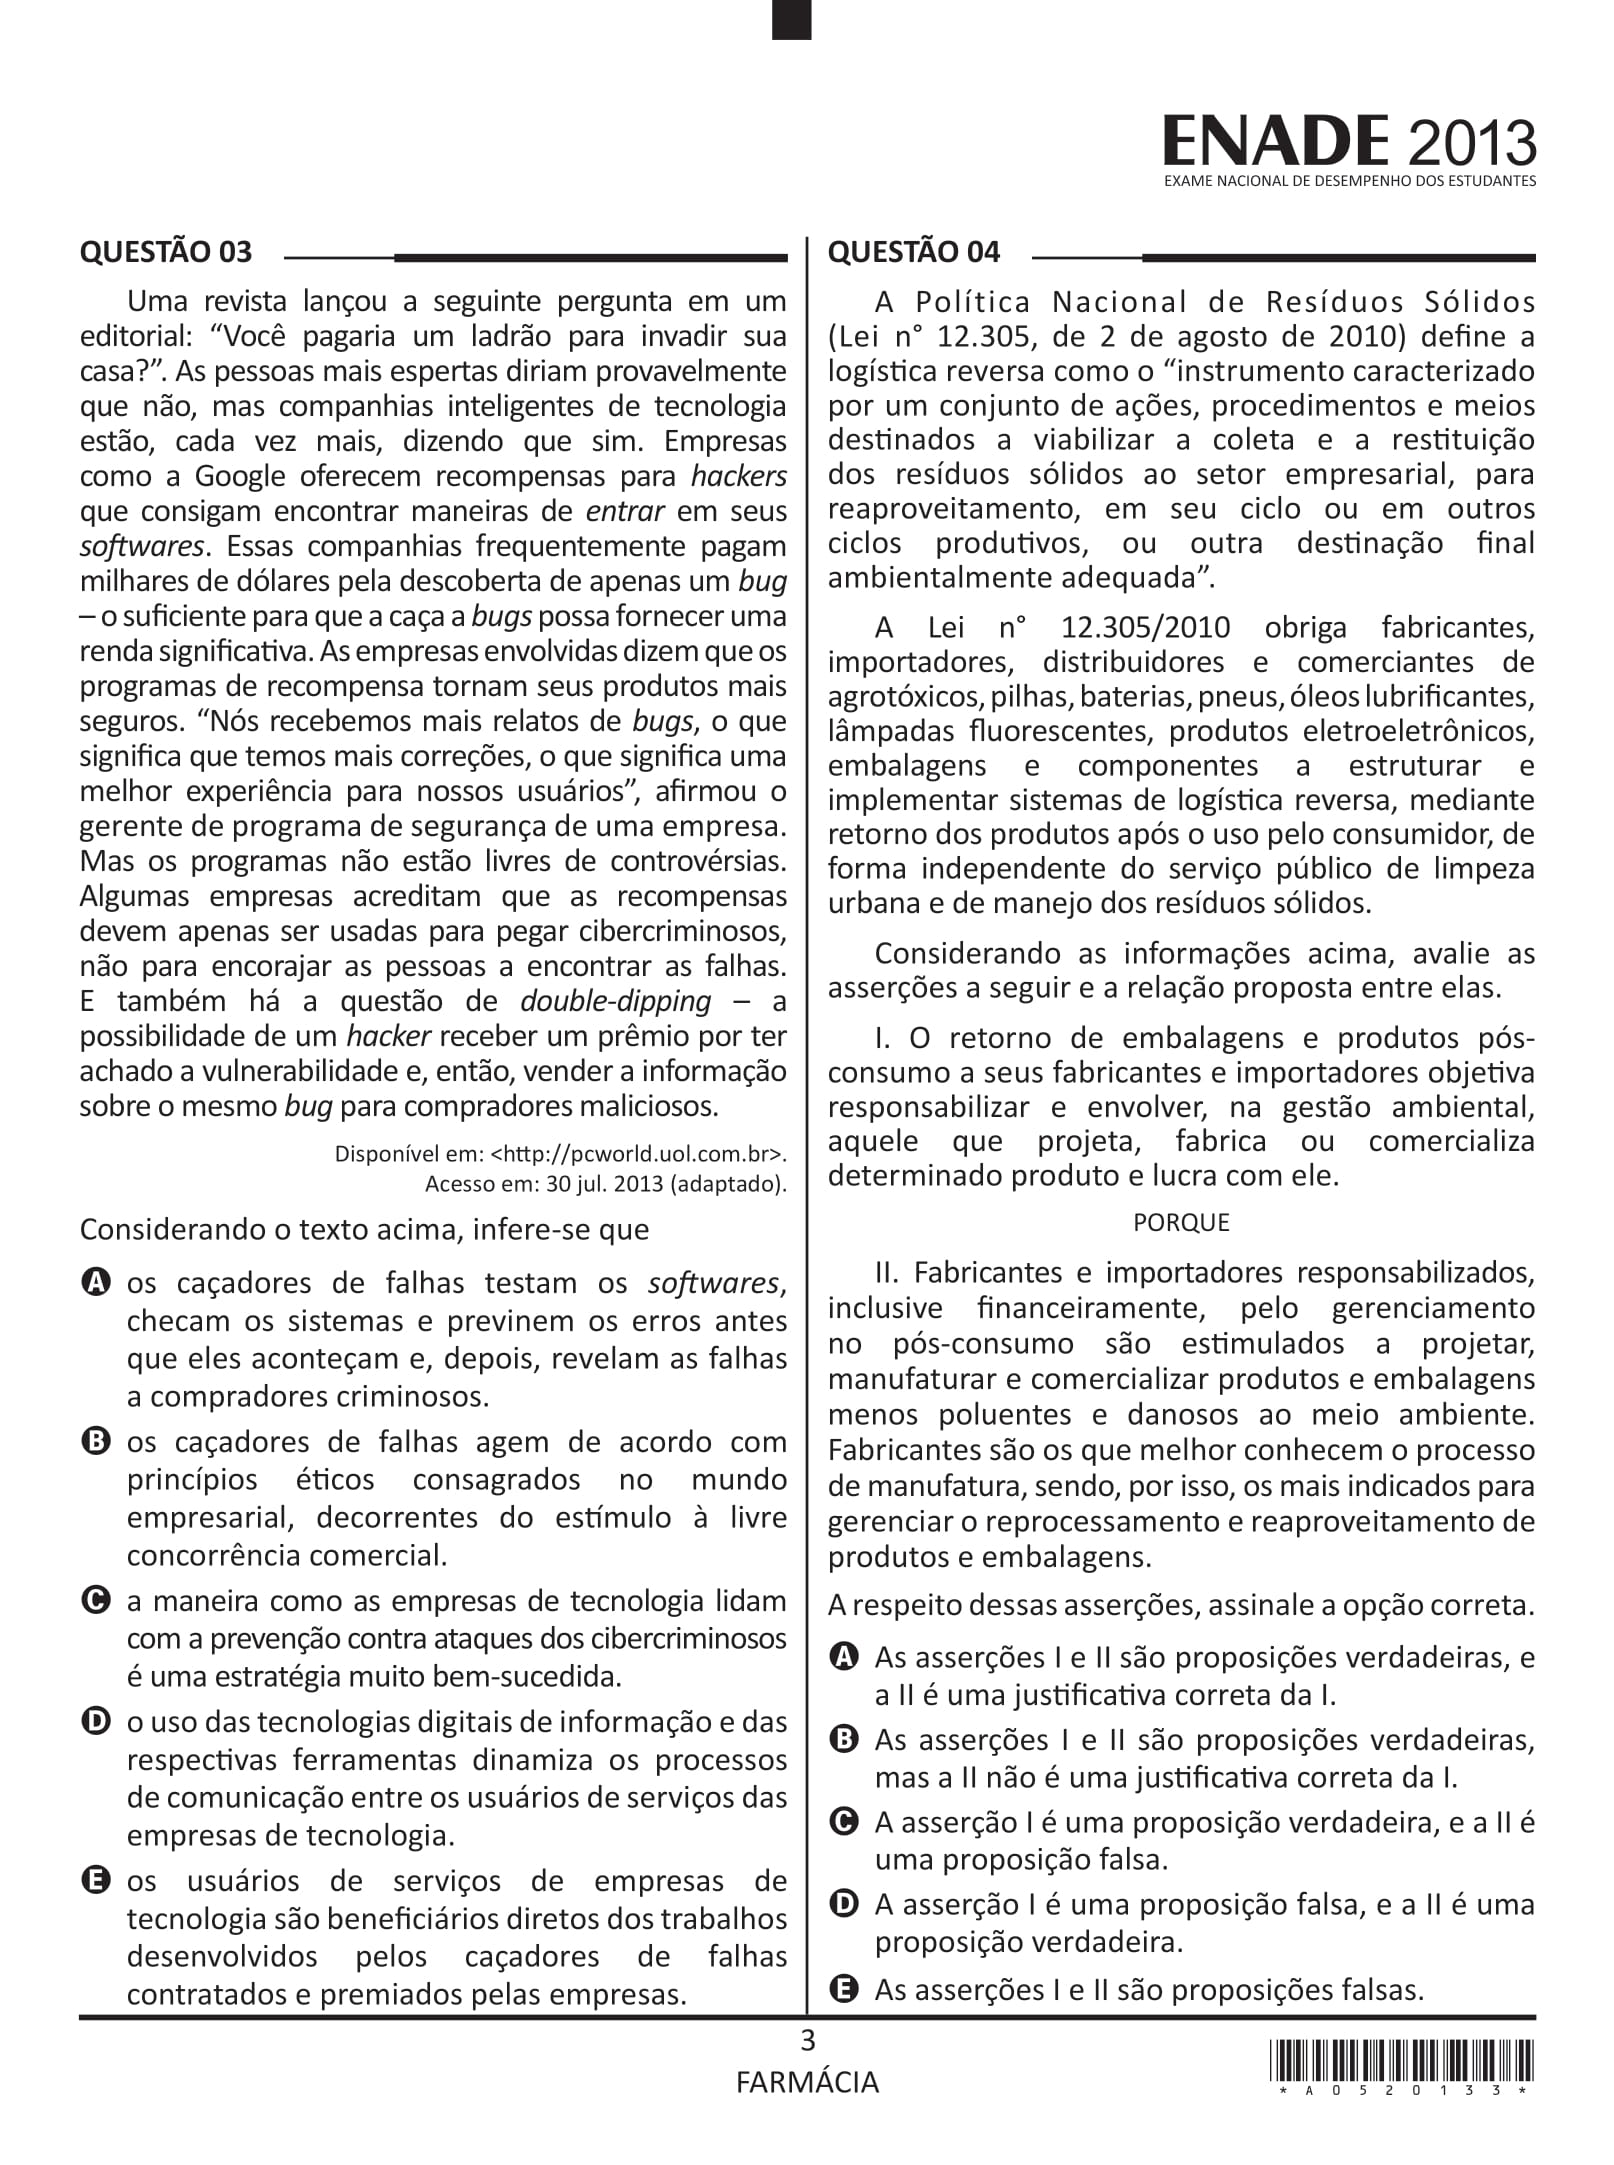 ENADE 2013
EXAME NACIONAL DE DESEMPENHO DOS ESTUDANTES
QUESTÃO 03
Uma revista lançou a seguinte pergunta em um
editorial: “Você pagaria um ladrão para invadir sua
casa?”. As pessoas mais espertas diriam provavelmente
que não, mas companhias inteligentes de tecnologia
estão, cada vez mais, dizendo que sim. Empresas
como a Google oferecem recompensas para hackers
que consigam encontrar maneiras de entrar em seus
softwares. Essas companhias frequentemente pagam
milhares de dólares pela descoberta de apenas um bug
– o suficiente para que a caça a bugs possa fornecer uma
renda significativa. As empresas envolvidas dizem que os
programas de recompensa tornam seus produtos mais
seguros. “Nós recebemos mais relatos de bugs, o que
significa que temos mais correções, o que significa uma
melhor experiência para nossos usuários”, afirmou o
gerente de programa de segurança de uma empresa.
Mas os programas não estão livres de controvérsias.
Algumas empresas acreditam que as recompensas
devem apenas ser usadas para pegar cibercriminosos,
não para encorajar as pessoas a encontrar as falhas.
E também há a questão de double-dipping – a
possibilidade de um hacker receber um prêmio por ter
achado a vulnerabilidade e, então, vender a informação
sobre o mesmo bug para compradores maliciosos.
Disponível em: <http://pcworld.uol.com.br>.
Acesso em: 30 jul. 2013 (adaptado).
Considerando o texto acima, infere-se que
A os caçadores de falhas testam os softwares,
checam os sistemas e previnem os erros antes
que eles aconteçam e, depois, revelam as falhas
a compradores criminosos.
B os caçadores de falhas agem de acordo com
princípios éticos consagrados no mundo
empresarial, decorrentes do estímulo à livre
concorrência comercial.
C a maneira como as empresas de tecnologia lidam
com a prevenção contra ataques dos cibercriminosos
é uma estratégia muito bem-sucedida.
D o uso das tecnologias digitais de informação e das
respectivas ferramentas dinamiza os processos
de comunicação entre os usuários de serviços das
empresas de tecnologia.
E os usuários de serviços de empresas de
tecnologia são beneficiários diretos dos trabalhos
desenvolvidos pelos caçadores de falhas
contratados e premiados pelas empresas.
QUESTÃO 04
A Política Nacional de Resíduos Sólidos
(Lei n° 12.305, de 2 de agosto de 2010) define a
logística reversa como o “instrumento caracterizado
por um conjunto de ações, procedimentos e meios
destinados a viabilizar a coleta e a restituição
dos resíduos sólidos ao setor empresarial, para
reaproveitamento, em seu ciclo ou em outros
ciclos produtivos, ou outra destinação final
ambientalmente adequada”.
A Lei n° 12.305/2010 obriga fabricantes,
importadores, distribuidores e comerciantes de
agrotóxicos, pilhas, baterias, pneus, óleos lubrificantes,
lâmpadas fluorescentes, produtos eletroeletrônicos,
embalagens e componentes a estruturar e
implementar sistemas de logística reversa, mediante
retorno dos produtos após o uso pelo consumidor, de
forma independente do serviço público de limpeza
urbana e de manejo dos resíduos sólidos.
Considerando as informações acima, avalie as
asserções a seguir e a relação proposta entre elas.
I. O retorno de embalagens e produtos pós-
consumo a seus fabricantes e importadores objetiva
responsabilizar e envolver, na gestão ambiental,
aquele que projeta, fabrica ou comercializa
determinado produto e lucra com ele.
PORQUE
II. Fabricantes e importadores responsabilizados,
inclusive financeiramente, pelo gerenciamento
no pós-consumo são estimulados a projetar,
manufaturar e comercializar produtos e embalagens
menos poluentes e danosos ao meio ambiente.
Fabricantes são os que melhor conhecem o processo
de manufatura, sendo, por isso, os mais indicados para
gerenciar o reprocessamento e reaproveitamento de
produtos e embalagens.
A respeito dessas asserções, assinale a opção correta.
A As asserções I e II são proposições verdadeiras, e
a II é uma justificativa correta da I.
B As asserções I e II são proposições verdadeiras,
mas a II não é uma justificativa correta da I.
C A asserção I é uma proposição verdadeira, e a II é
uma proposição falsa.
D A asserção I é uma proposição falsa, e a II é uma
proposição verdadeira.
E As asserções I e II são proposições falsas.
3
FARMÁCIA
* A 0 5 2 0 1 3 3 *